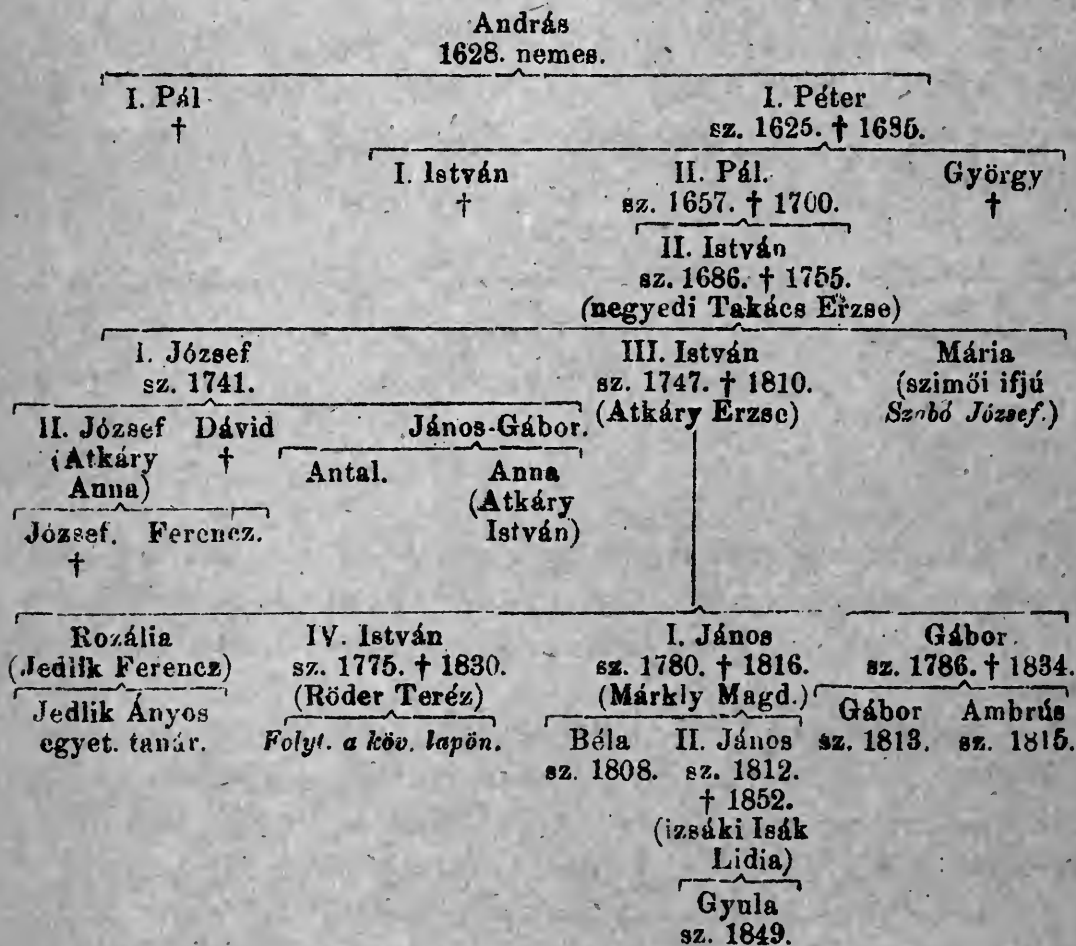 András
1628. nemes.
I. Pál I. Péter
† sz. 1625. † 1685.
I. István II. Pál. György
† sz. 1657. † 1700. †
II. István
sz. 1686. † 1755.
(negyedi Takács Erzse)
I. József III. István Mária
sz. 1741. sz. 1747. † 1810. (szimői ifjú
(Atkáry Erzse) Szabó József.)
II. József Dávid János-Gábor.
(Atkáry †
Anna) Antal. Anna
(Atkáry
József. Ferencz. István)
†
Rozália IV. István I. János Gábor.
(Jedlik Ferencz) sz. 1775. † 1830. sz. 1780. † 1816. sz. 1786. † 1834.
(Röder Teréz) (Márkly Magd.)
Jedlik Ányos Gábor Ambrús
egyet. tanár. Folyt. a köv. lapön. Béla II. János sz. 1813. sz. 1815.
sz. 1808. sz. 1812.
† 1852.
(izsáki Isák
Lidia)
Gyula
sz. 1849.